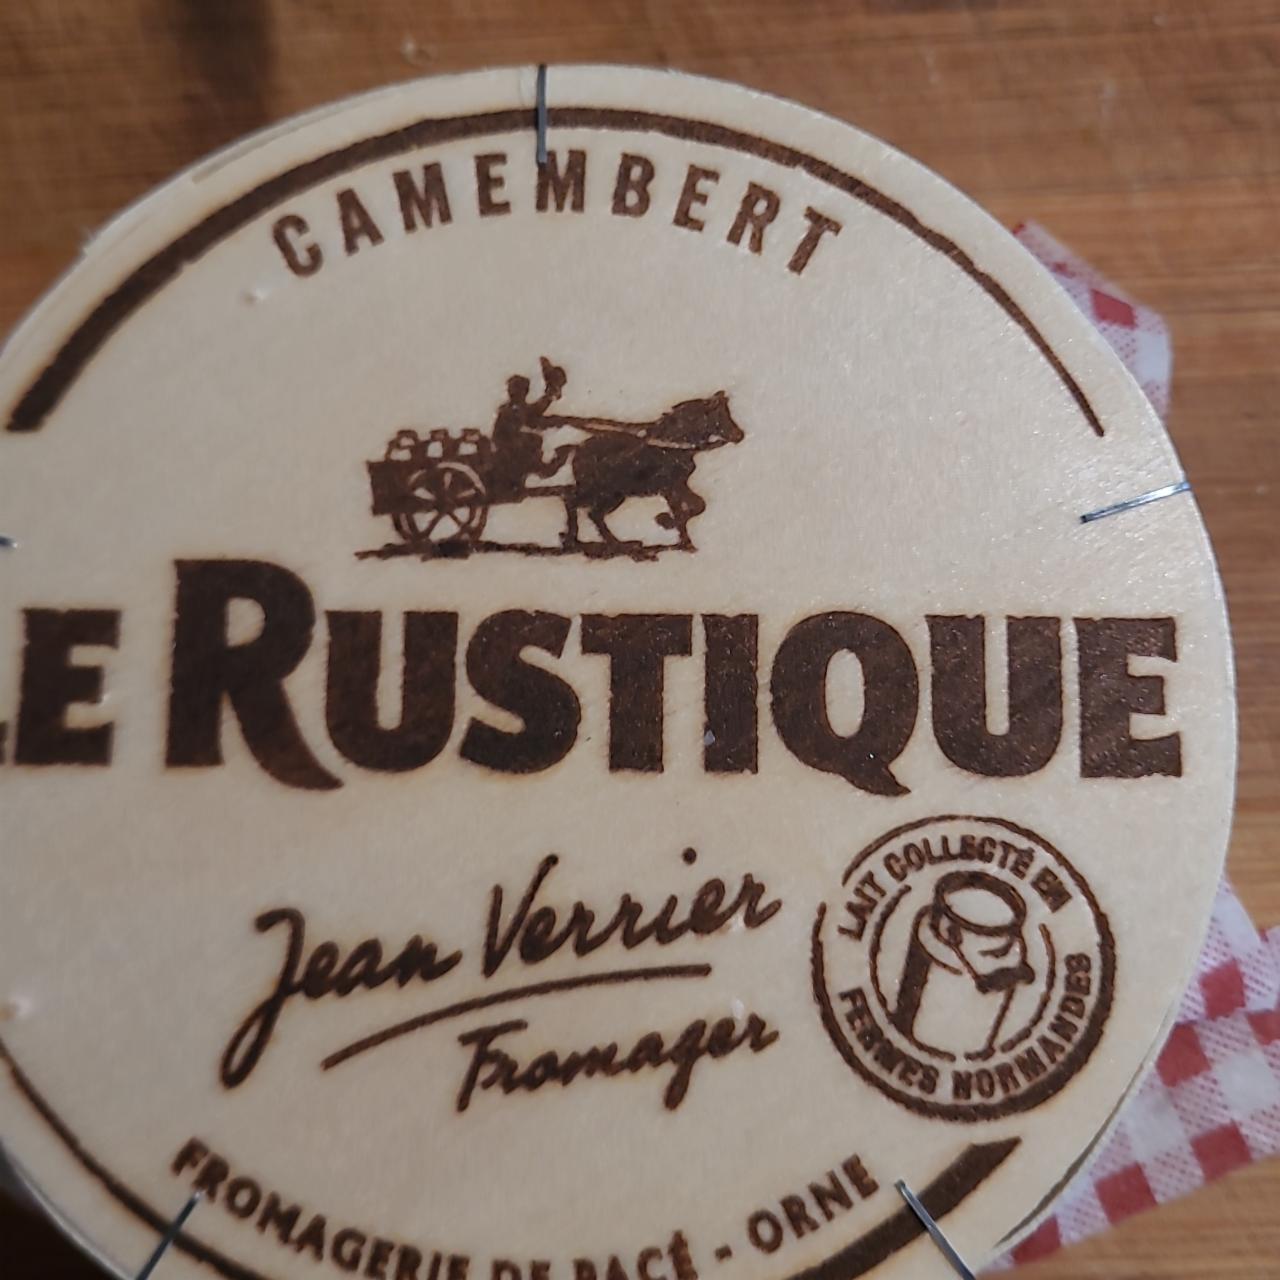 CAMEMBERT
LE RUSTIQUE
Jean Verrier
Fromager
LAIT COLLECTÉ EN
FERMES NORMANDES
FROMAGERIE DE PACÉ - ORNE